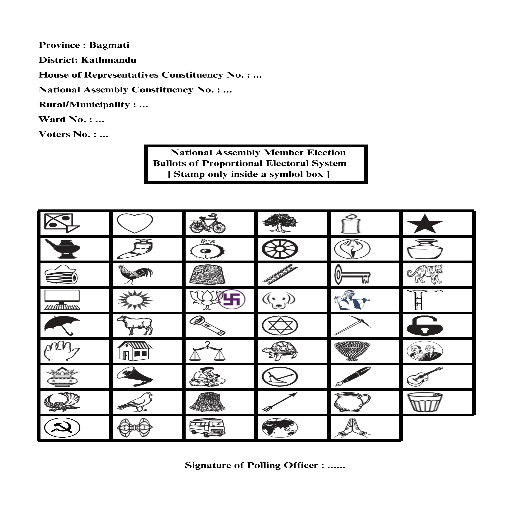 Province : Bagmati
District: Kathmandu
House of Representatives Constituency No. : ...
National Assembly Constituency No. : ...
Rural/Municipality : ...
Ward No. : ...
Voters No. : ...
National Assembly Member Election
Ballots of Proportional Electoral System
[ Stamp only inside a symbol box ]
Signature of Polling Officer : ......